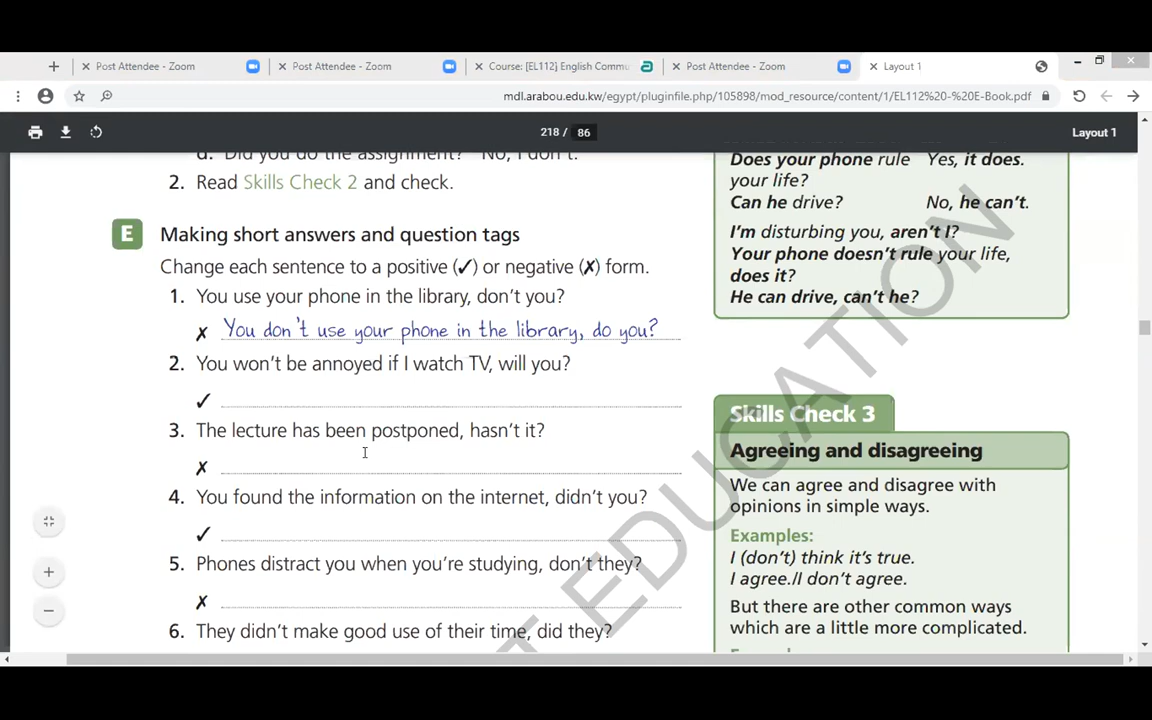 Post Attendee - Zoom
Post Attendee - Zoom
Course: [EL112] English Commu
Post Attendee - Zoom
Layout 1
mdl.arabou.edu.kw/egypt/pluginfile.php/105898/mod_resource/content/1/EL112%20-%20E-Book.pdf
218 / 86
Layout 1
d. Did you do the assignment? No, I don't.
2. Read Skills Check 2 and check.
E Making short answers and question tags
Change each sentence to a positive (✓) or negative (✗) form.
1. You use your phone in the library, don't you?
✗ You don't use your phone in the library, do you?
2. You won't be annoyed if I watch TV, will you?
✓
3. The lecture has been postponed, hasn't it?
✗
4. You found the information on the internet, didn't you?
✓
5. Phones distract you when you're studying, don't they?
✗
6. They didn't make good use of their time, did they?
Does your phone rule Yes, it does.
your life?
Can he drive? No, he can't.
I'm disturbing you, aren't I?
Your phone doesn't rule your life,
does it?
He can drive, can't he?
Skills Check 3
Agreeing and disagreeing
We can agree and disagree with
opinions in simple ways.
Examples:
I (don't) think it's true.
I agree./I don't agree.
But there are other common ways
which are a little more complicated.
EDUCATION